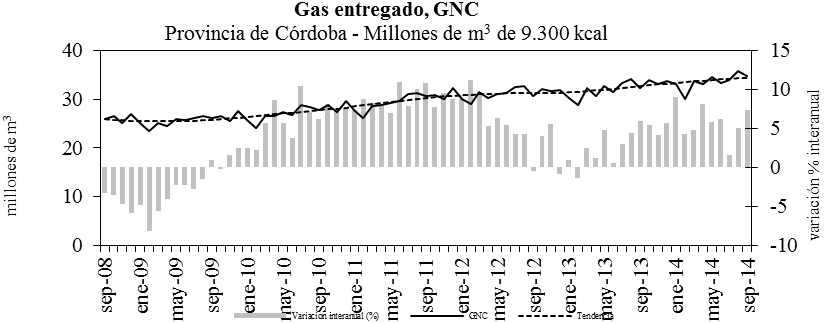 Gas entregado, GNC
Provincia de Córdoba - Millones de m³ de 9.300 kcal
millones de m³
40
30
20
10
0
15
10
5
0
-5
-10
variación % interanual
sep-08
ene-09
may-09
sep-09
ene-10
may-10
sep-10
ene-11
may-11
sep-11
ene-12
may-12
sep-12
ene-13
may-13
sep-13
ene-14
may-14
sep-14
Variación interanual (%)
GNC
Tendencia